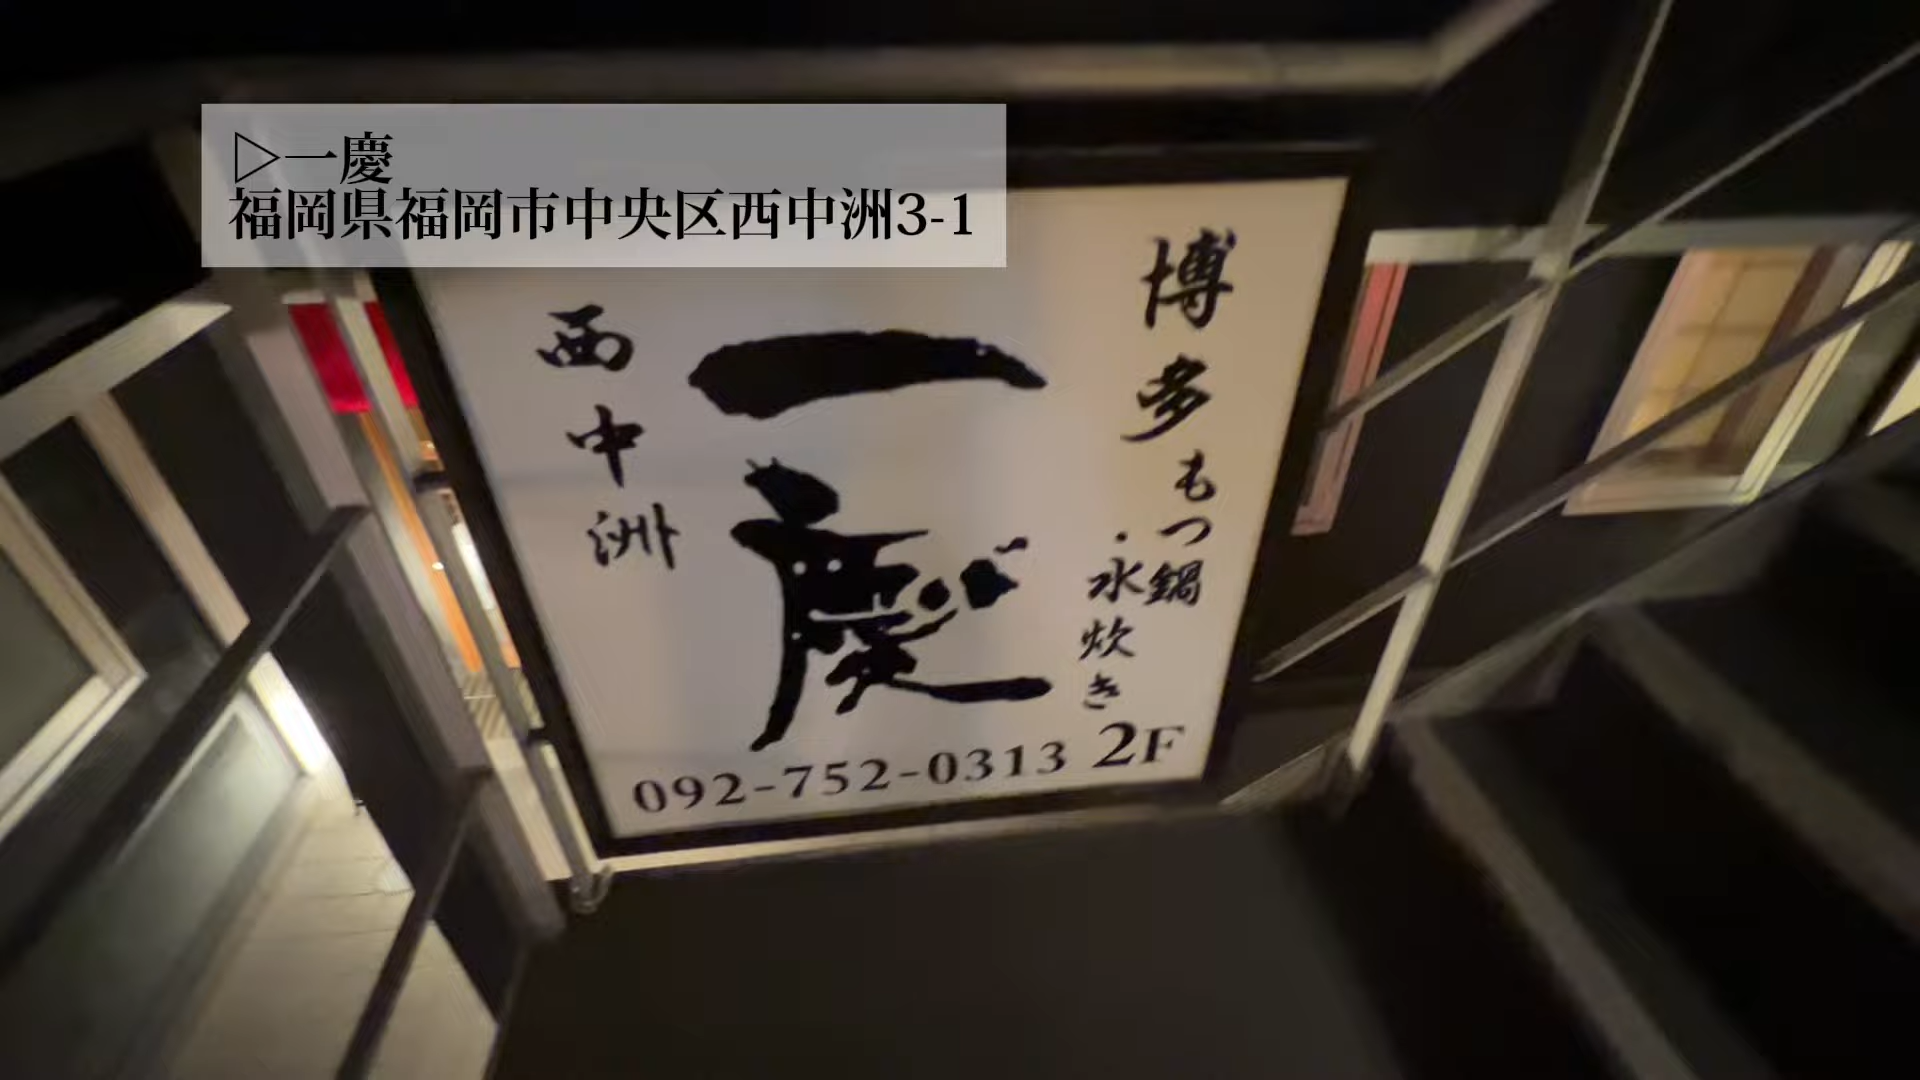 ▷一慶
福岡県福岡市中央区西中洲3-1
博多もつ鍋
・水炊き
一慶
西中洲
092-752-0313 2F